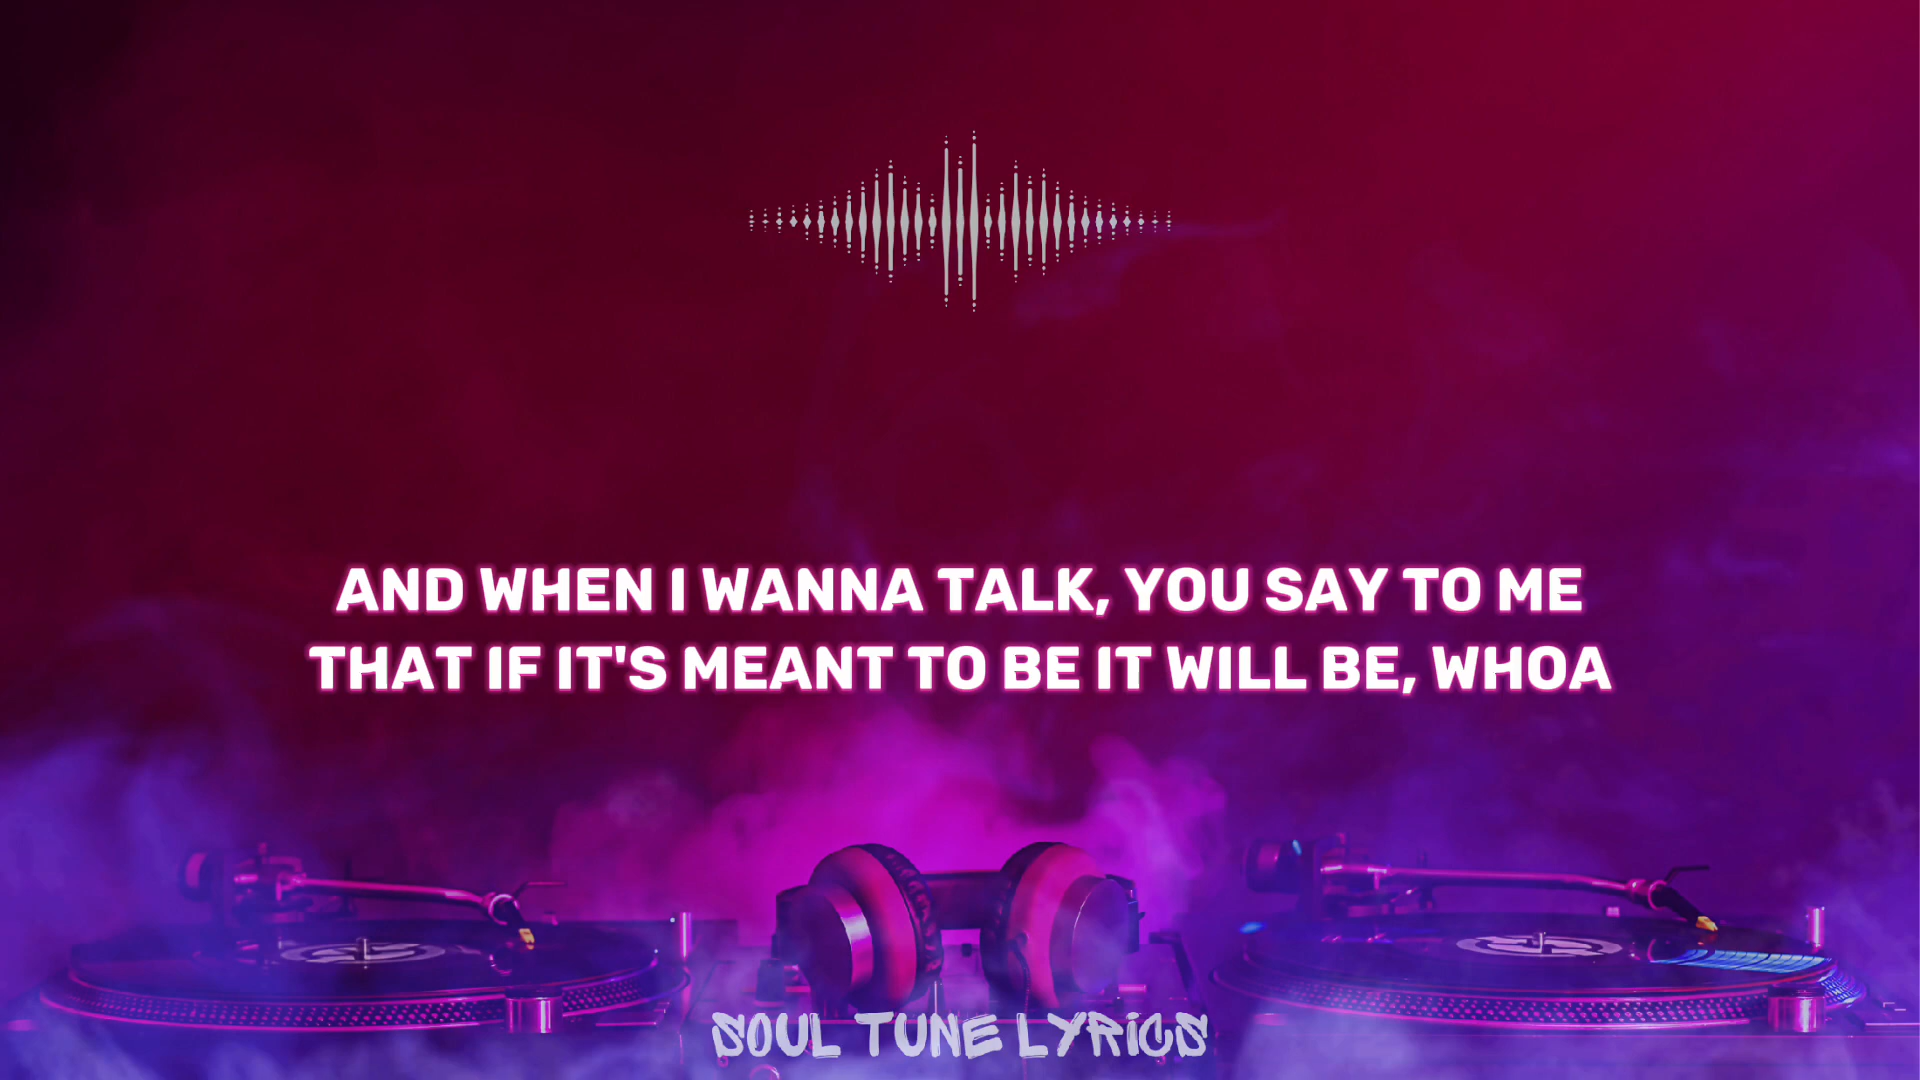 AND WHEN I WANNA TALK, YOU SAY TO ME
THAT IF IT'S MEANT TO BE IT WILL BE, WHOA
SOUL TUNE LYRICS